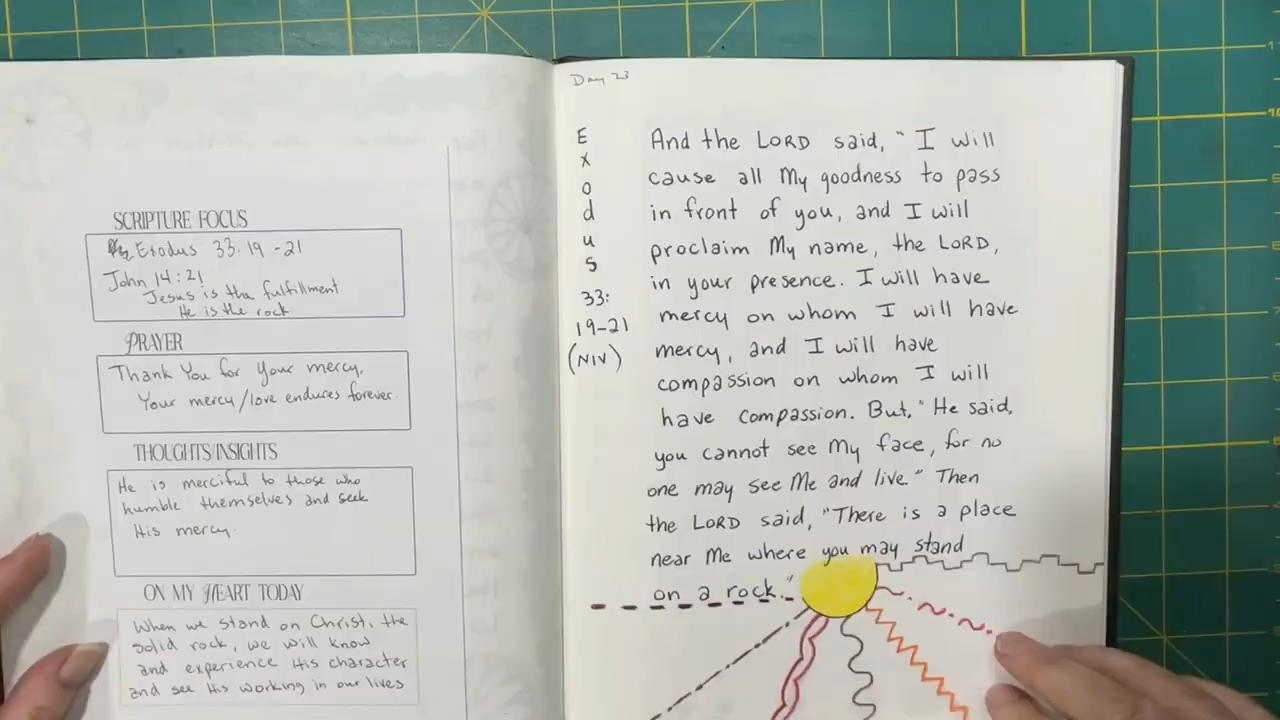 SCRIPTURE FOCUS
Exodus 33:19-21
John 14:21
Jesus is the fulfillment
He is the rock
PRAYER
Thank You for Your mercy,
Your mercy/love endures forever.
THOUGHTS/INSIGHTS
He is merciful to those who
humble themselves and seek
His mercy.
ON MY HEART TODAY
When we stand on Christ, the
solid rock, we will know
and experience His character
and see His working in our lives
Day 23
Exodus
33:
19-21
(NIV)
And the LORD said, "I will
cause all My goodness to pass
in front of you, and I will
proclaim My name, the LORD,
in your presence. I will have
mercy on whom I will have
mercy, and I will have
compassion on whom I will
have compassion. But," He said,
you cannot see My face, for no
one may see Me and live." Then
the LORD said, "There is a place
near Me where you may stand
on a rock."